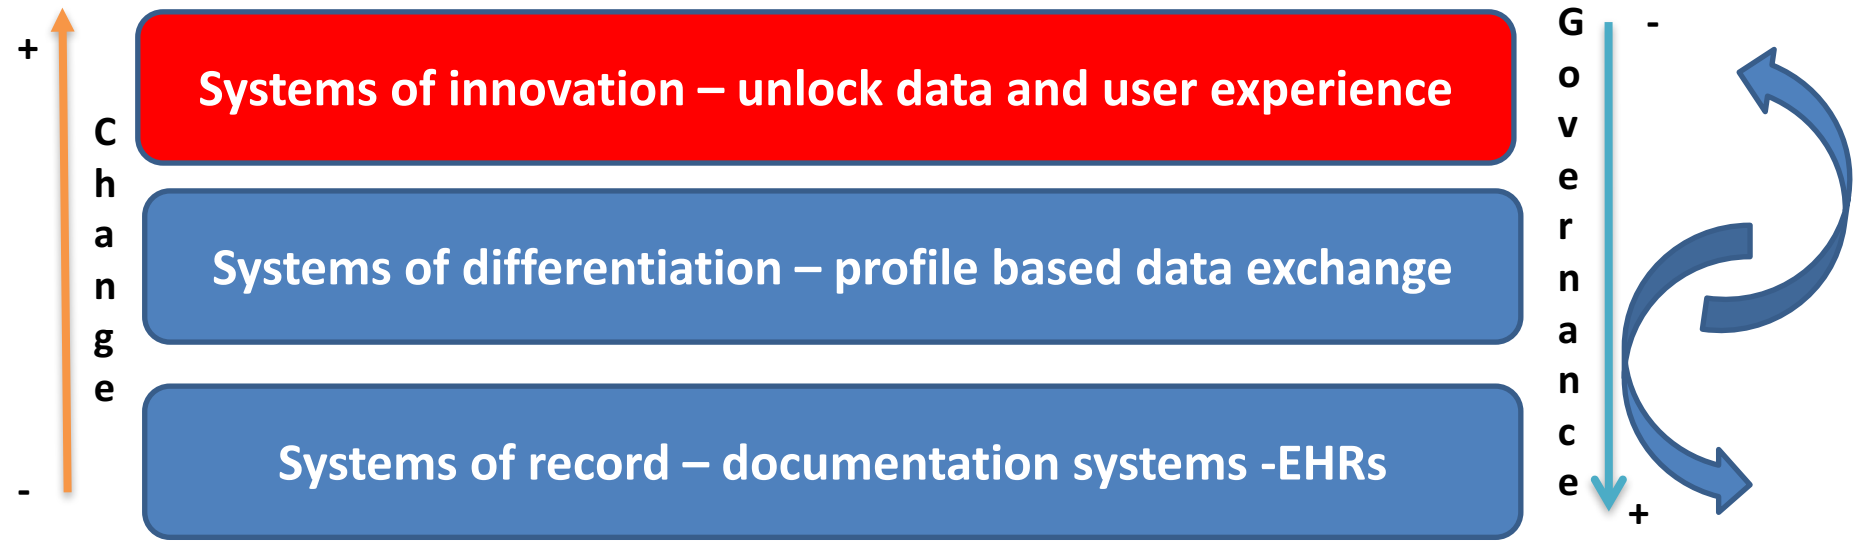 +
Change
-
Systems of innovation – unlock data and user experience
Systems of differentiation – profile based data exchange
Systems of record – documentation systems -EHRs
Governance
-
+